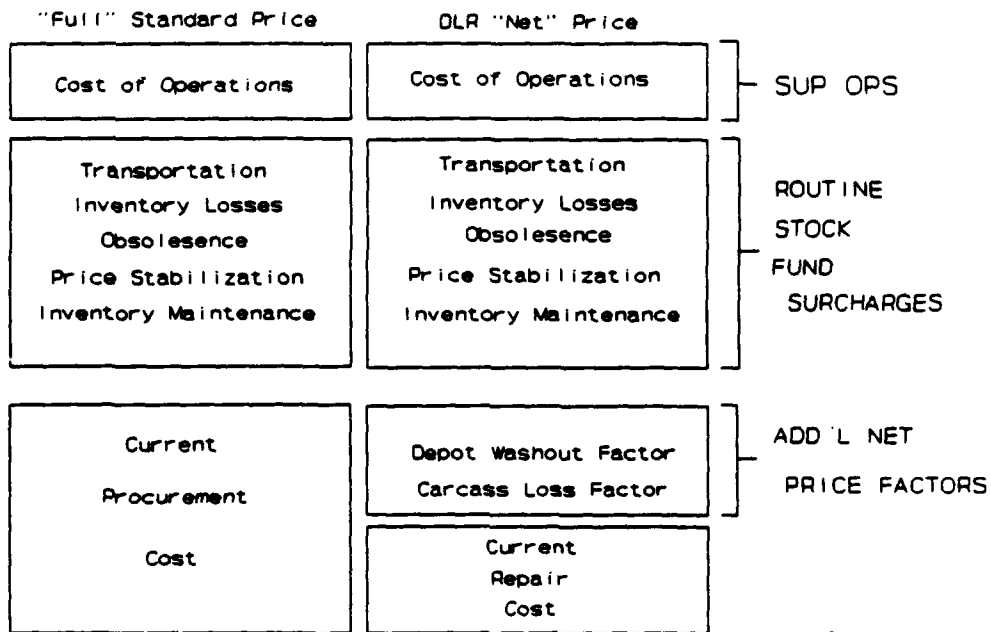 "Full" Standard Price
DLR "Net" Price
Cost of Operations
Cost of Operations
SUP OPS
Transportation
Inventory Losses
Obsolesence
Price Stabilization
Inventory Maintenance
Transportation
Inventory Losses
Obsolesence
Price Stabilization
Inventory Maintenance
ROUTINE
STOCK
FUND
SURCHARGES
Current
Procurement
Cost
Depot Washout Factor
Carcass Loss Factor
ADD'L NET
PRICE FACTORS
Current
Repair
Cost